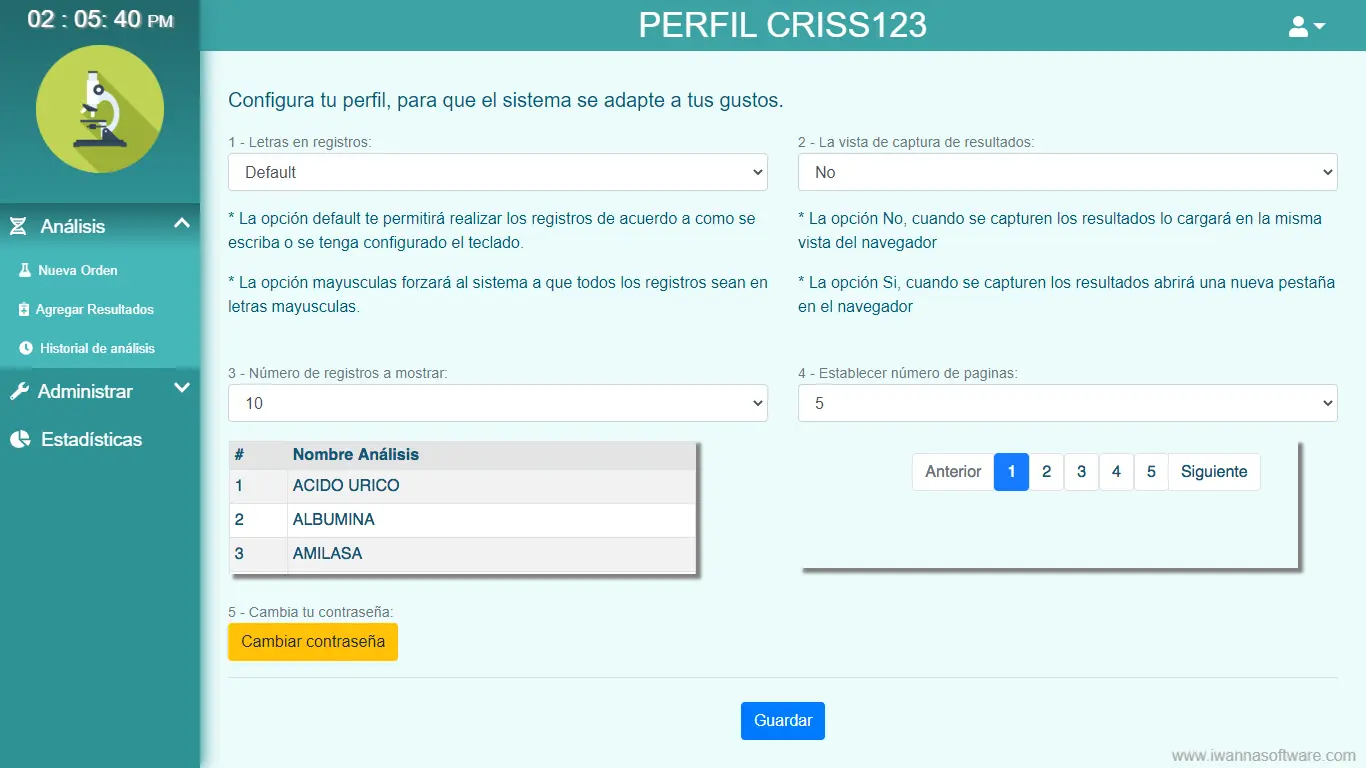 02 : 05: 40 PM
PERFIL CRISS123
Análisis
Nueva Orden
Agregar Resultados
Historial de análisis
Administrar
Estadísticas
Configura tu perfil, para que el sistema se adapte a tus gustos.
1 - Letras en registros:
Default
* La opción default te permitirá realizar los registros de acuerdo a como se
escriba o se tenga configurado el teclado.
* La opción mayusculas forzará al sistema a que todos los registros sean en
letras mayusculas.
2 - La vista de captura de resultados:
No
* La opción No, cuando se capturen los resultados lo cargará en la misma
vista del navegador
* La opción Si, cuando se capturen los resultados abrirá una nueva pestaña
en el navegador
3 - Número de registros a mostrar:
10
# Nombre Análisis
1 ACIDO URICO
2 ALBUMINA
3 AMILASA
4 - Establecer número de paginas:
5
Anterior 1 2 3 4 5 Siguiente
5 - Cambia tu contraseña:
Cambiar contraseña
Guardar
www.iwannasoftware.com